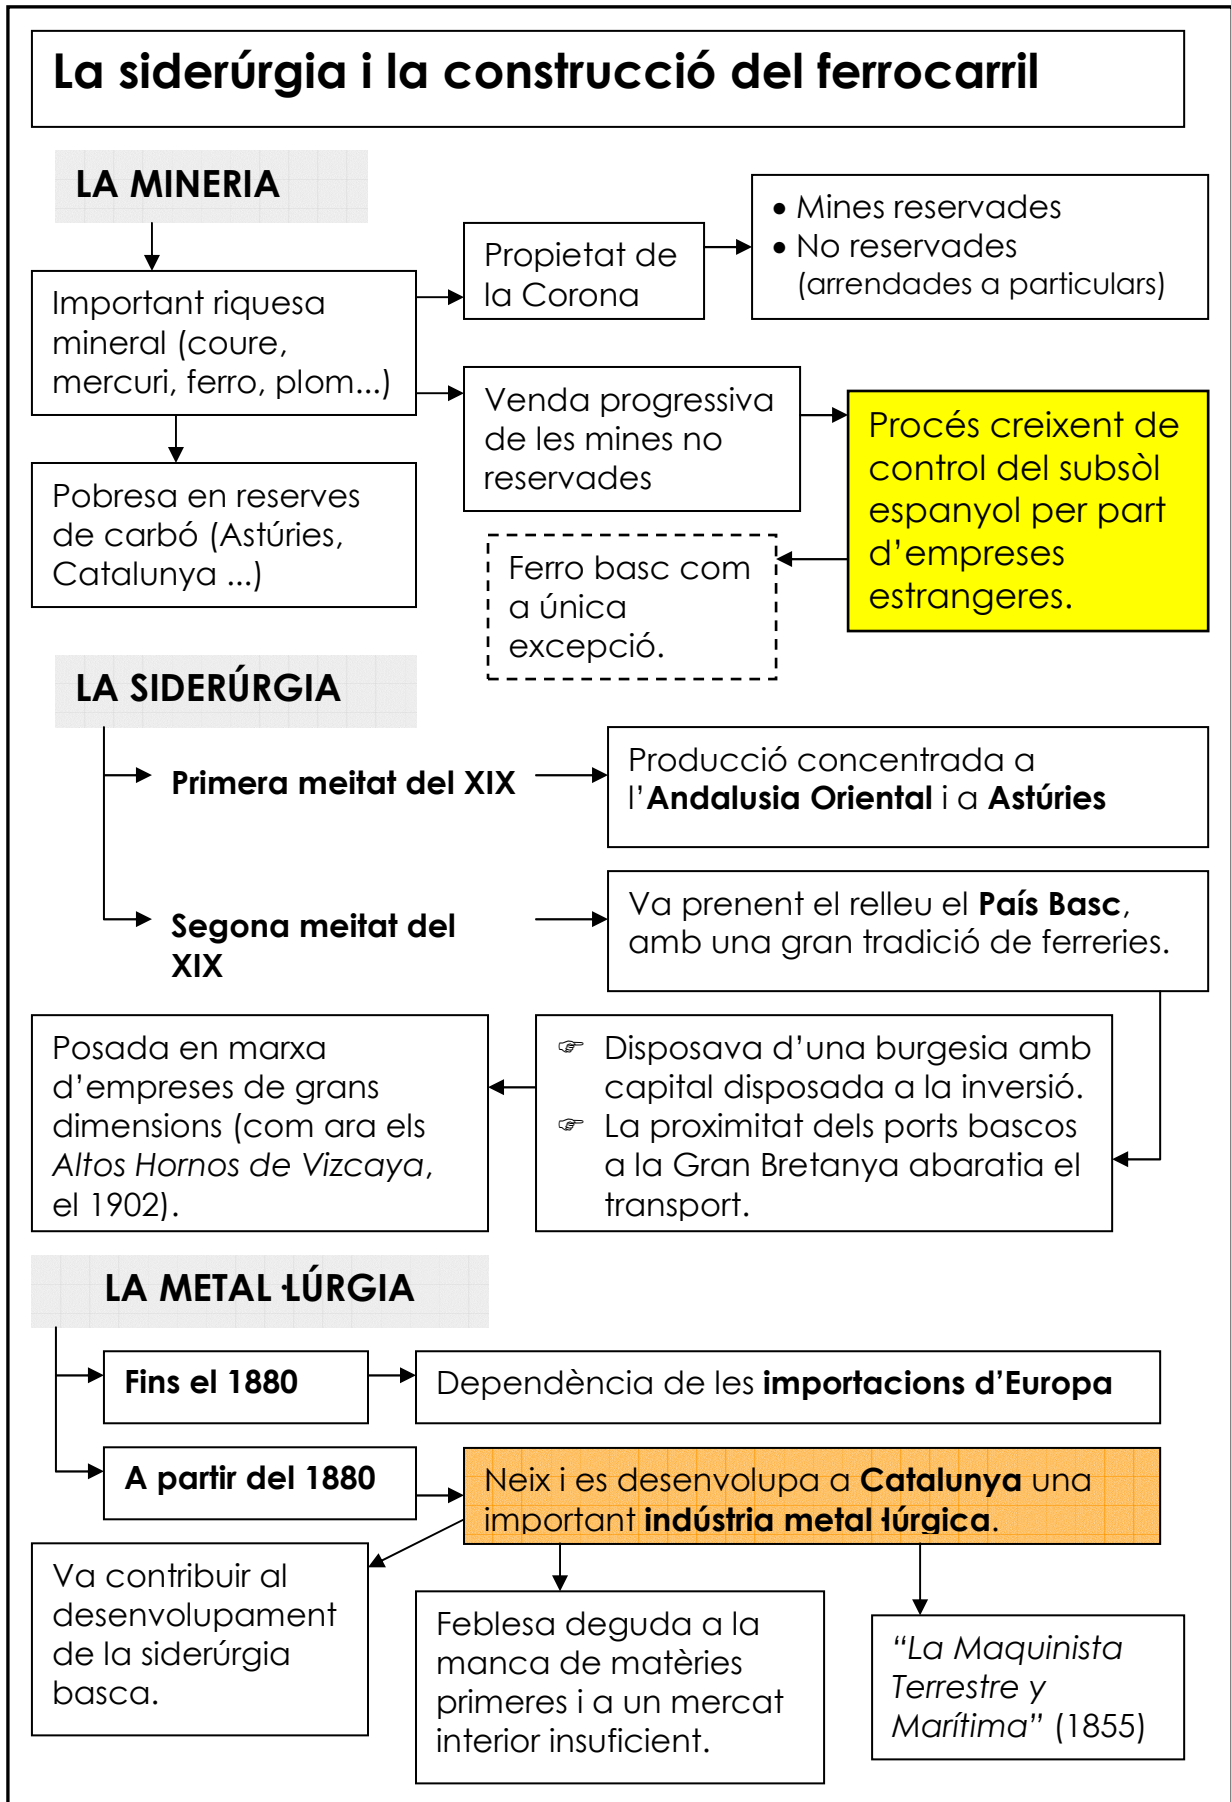 La siderúrgia i la construcció del ferrocarril
LA MINERIA
Important riquesa
mineral (coure,
mercuri, ferro, plom...)
Propietat de
la Corona
• Mines reservades
• No reservades
(arrendades a particulars)
Venda progressiva
de les mines no
reservades
Procés creixent de
control del subsòl
espanyol per part
d’empreses
estrangeres.
Pobresa en reserves
de carbó (Astúries,
Catalunya ...)
Ferro basc com
a única
excepció.
LA SIDERÚRGIA
Primera meitat del XIX
Producció concentrada a
l’Andalusia Oriental i a Astúries
Segona meitat del
XIX
Va prenent el relleu el País Basc,
amb una gran tradició de ferreries.
☞ Disposava d’una burgesia amb
capital disposada a la inversió.
☞ La proximitat dels ports bascos
a la Gran Bretanya abaratia el
transport.
Posada en marxa
d’empreses de grans
dimensions (com ara els
Altos Hornos de Vizcaya,
el 1902).
LA METAL·LÚRGIA
Fins el 1880
Dependència de les importacions d’Europa
A partir del 1880
Neix i es desenvolupa a Catalunya una
important indústria metal·lúrgica.
Va contribuir al
desenvolupament
de la siderúrgia
basca.
Feblesa deguda a la
manca de matèries
primeres i a un mercat
interior insuficient.
“La Maquinista
Terrestre y
Marítima” (1855)